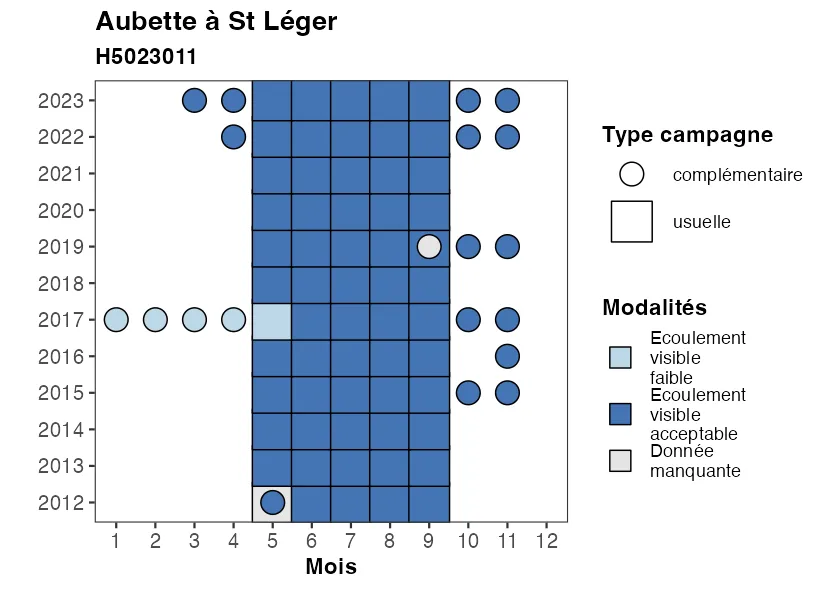 Aubette à St Léger
H5023011
2023
2022
2021
2020
2019
2018
2017
2016
2015
2014
2013
2012
1 2 3 4 5 6 7 8 9 10 11 12
Mois
Type campagne
complémentaire
usuelle
Modalités
Ecoulement
visible
faible
Ecoulement
visible
acceptable
Donnée
manquante